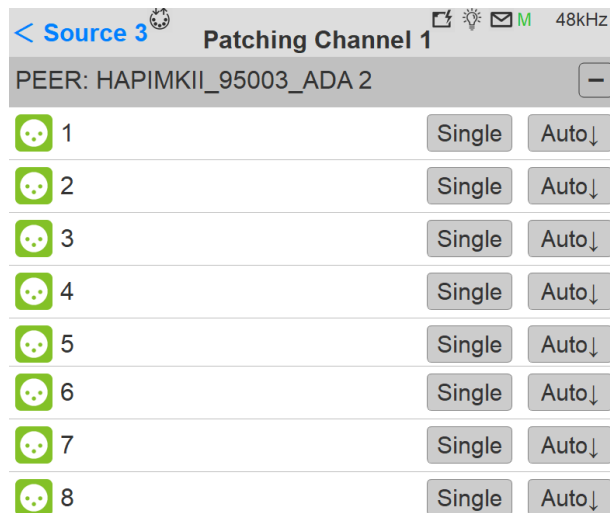 < Source 3 Patching Channel 1 M 48kHz
PEER: HAPIMKII_95003_ADA 2 −
1 Single Auto↓
2 Single Auto↓
3 Single Auto↓
4 Single Auto↓
5 Single Auto↓
6 Single Auto↓
7 Single Auto↓
8 Single Auto↓